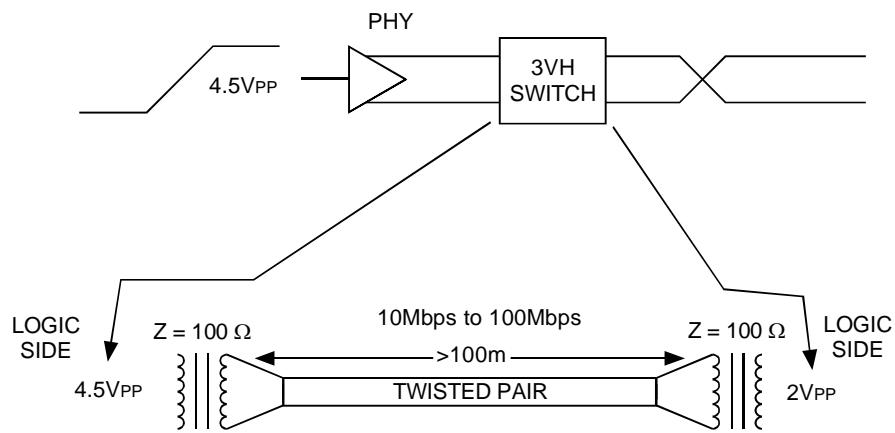 PHY
4.5VPP
3VH
SWITCH
LOGIC
SIDE
4.5VPP
Z = 100 Ω
10Mbps to 100Mbps
>100m
TWISTED PAIR
Z = 100 Ω
LOGIC
SIDE
2VPP